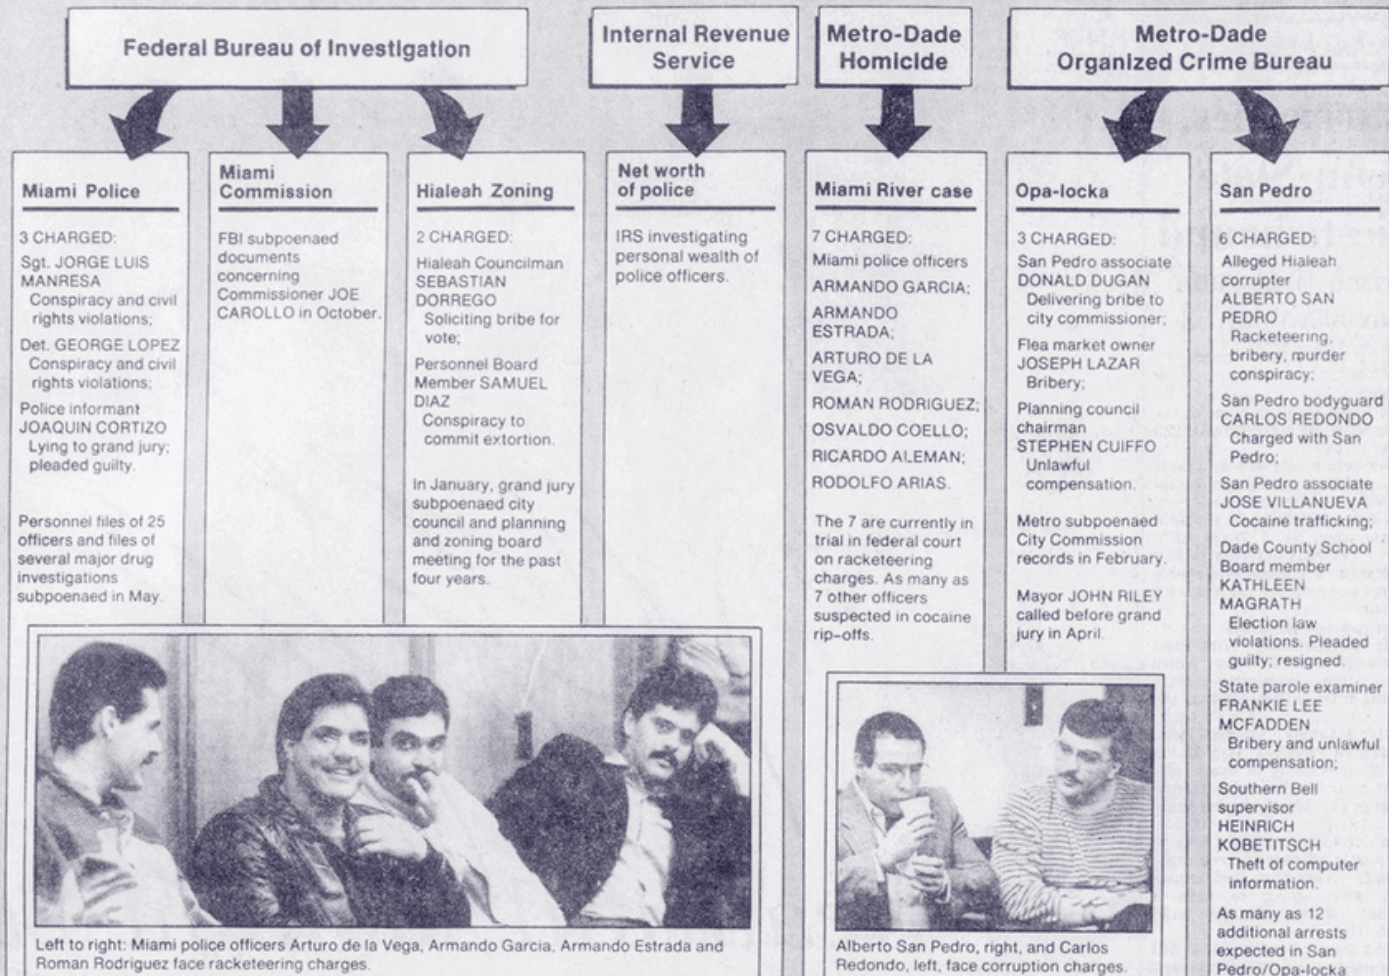 Federal Bureau of Investigation
Miami Police
3 CHARGED:
Sgt. JORGE LUIS
MANRESA
Conspiracy and civil
rights violations;
Det. GEORGE LOPEZ
Conspiracy and civil
rights violations;
Police informant
JOAQUIN CORTIZO
Lying to grand jury;
pleaded guilty.
Personnel files of 25
officers and files of
several major drug
investigations
subpoenaed in May.
Miami
Commission
FBI subpoenaed
documents
concerning
Commissioner JOE
CAROLLO in October.
Hialeah Zoning
2 CHARGED:
Hialeah Councilman
SEBASTIAN
DORREGO
Soliciting bribe for
vote;
Personnel Board
Member SAMUEL
DIAZ
Conspiracy to
commit extortion.
In January, grand jury
subpoenaed city
council and planning
and zoning board
meeting for the past
four years.
Internal Revenue
Service
Net worth
of police
IRS investigating
personal wealth of
police officers.
Metro-Dade
Homicide
Miami River case
7 CHARGED:
Miami police officers
ARMANDO GARCIA;
ARMANDO
ESTRADA;
ARTURO DE LA
VEGA;
ROMAN RODRIGUEZ;
OSVALDO COELLO;
RICARDO ALEMAN;
RODOLFO ARIAS.
The 7 are currently in
trial in federal court
on racketeering
charges. As many as
7 other officers
suspected in cocaine
rip-offs.
Metro-Dade
Organized Crime Bureau
Opa-locka
3 CHARGED:
San Pedro associate
DONALD DUGAN
Delivering bribe to
city commissioner;
Flea market owner
JOSEPH LAZAR
Bribery;
Planning council
chairman
STEPHEN CUIFFO
Unlawful
compensation.
Metro subpoenaed
City Commission
records in February.
Mayor JOHN RILEY
called before grand
jury in April.
San Pedro
6 CHARGED:
Alleged Hialeah
corrupter
ALBERTO SAN
PEDRO
Racketeering,
bribery, murder
conspiracy;
San Pedro bodyguard
CARLOS REDONDO
Charged with San
Pedro;
San Pedro associate
JOSE VILLANUEVA
Cocaine trafficking;
Dade County School
Board member
KATHLEEN
MAGRATH
Election law
violations. Pleaded
guilty; resigned.
State parole examiner
FRANKIE LEE
MCFADDEN
Bribery and unlawful
compensation;
Southern Bell
supervisor
HEINRICH
KOBETITSCH
Theft of computer
information.
As many as 12
additional arrests
expected in San
Pedro/Opa-locka
Left to right: Miami police officers Arturo de la Vega, Armando Garcia, Armando Estrada and
Roman Rodriguez face racketeering charges.
Alberto San Pedro, right, and Carlos
Redondo, left, face corruption charges.